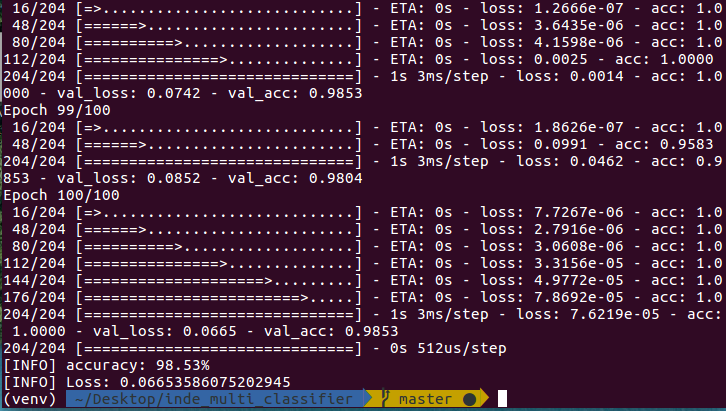 16/204 [=>............................] - ETA: 0s - loss: 1.2666e-07 - acc: 1.0
48/204 [======>.......................] - ETA: 0s - loss: 3.6435e-06 - acc: 1.0
80/204 [==========>...................] - ETA: 0s - loss: 4.1598e-06 - acc: 1.0
112/204 [===============>..............] - ETA: 0s - loss: 0.0025 - acc: 1.0000
204/204 [==============================] - 1s 3ms/step - loss: 0.0014 - acc: 1.0
000 - val_loss: 0.0742 - val_acc: 0.9853
Epoch 99/100
16/204 [=>............................] - ETA: 0s - loss: 1.8626e-07 - acc: 1.0
48/204 [======>.......................] - ETA: 0s - loss: 0.0991 - acc: 0.9583
204/204 [==============================] - 1s 3ms/step - loss: 0.0462 - acc: 0.9
853 - val_loss: 0.0852 - val_acc: 0.9804
Epoch 100/100
16/204 [=>............................] - ETA: 0s - loss: 7.7267e-06 - acc: 1.0
48/204 [======>.......................] - ETA: 0s - loss: 2.7916e-06 - acc: 1.0
80/204 [==========>...................] - ETA: 0s - loss: 3.0608e-06 - acc: 1.0
112/204 [===============>..............] - ETA: 0s - loss: 3.3156e-05 - acc: 1.0
144/204 [====================>.........] - ETA: 0s - loss: 4.9772e-05 - acc: 1.0
176/204 [========================>.....] - ETA: 0s - loss: 7.8692e-05 - acc: 1.0
204/204 [==============================] - 1s 3ms/step - loss: 7.6219e-05 - acc:
1.0000 - val_loss: 0.0665 - val_acc: 0.9853
204/204 [==============================] - 0s 512us/step
[INFO] accuracy: 98.53%
[INFO] Loss: 0.06653586075202945
(venv) ~/Desktop/inde_multi_classifier master ●